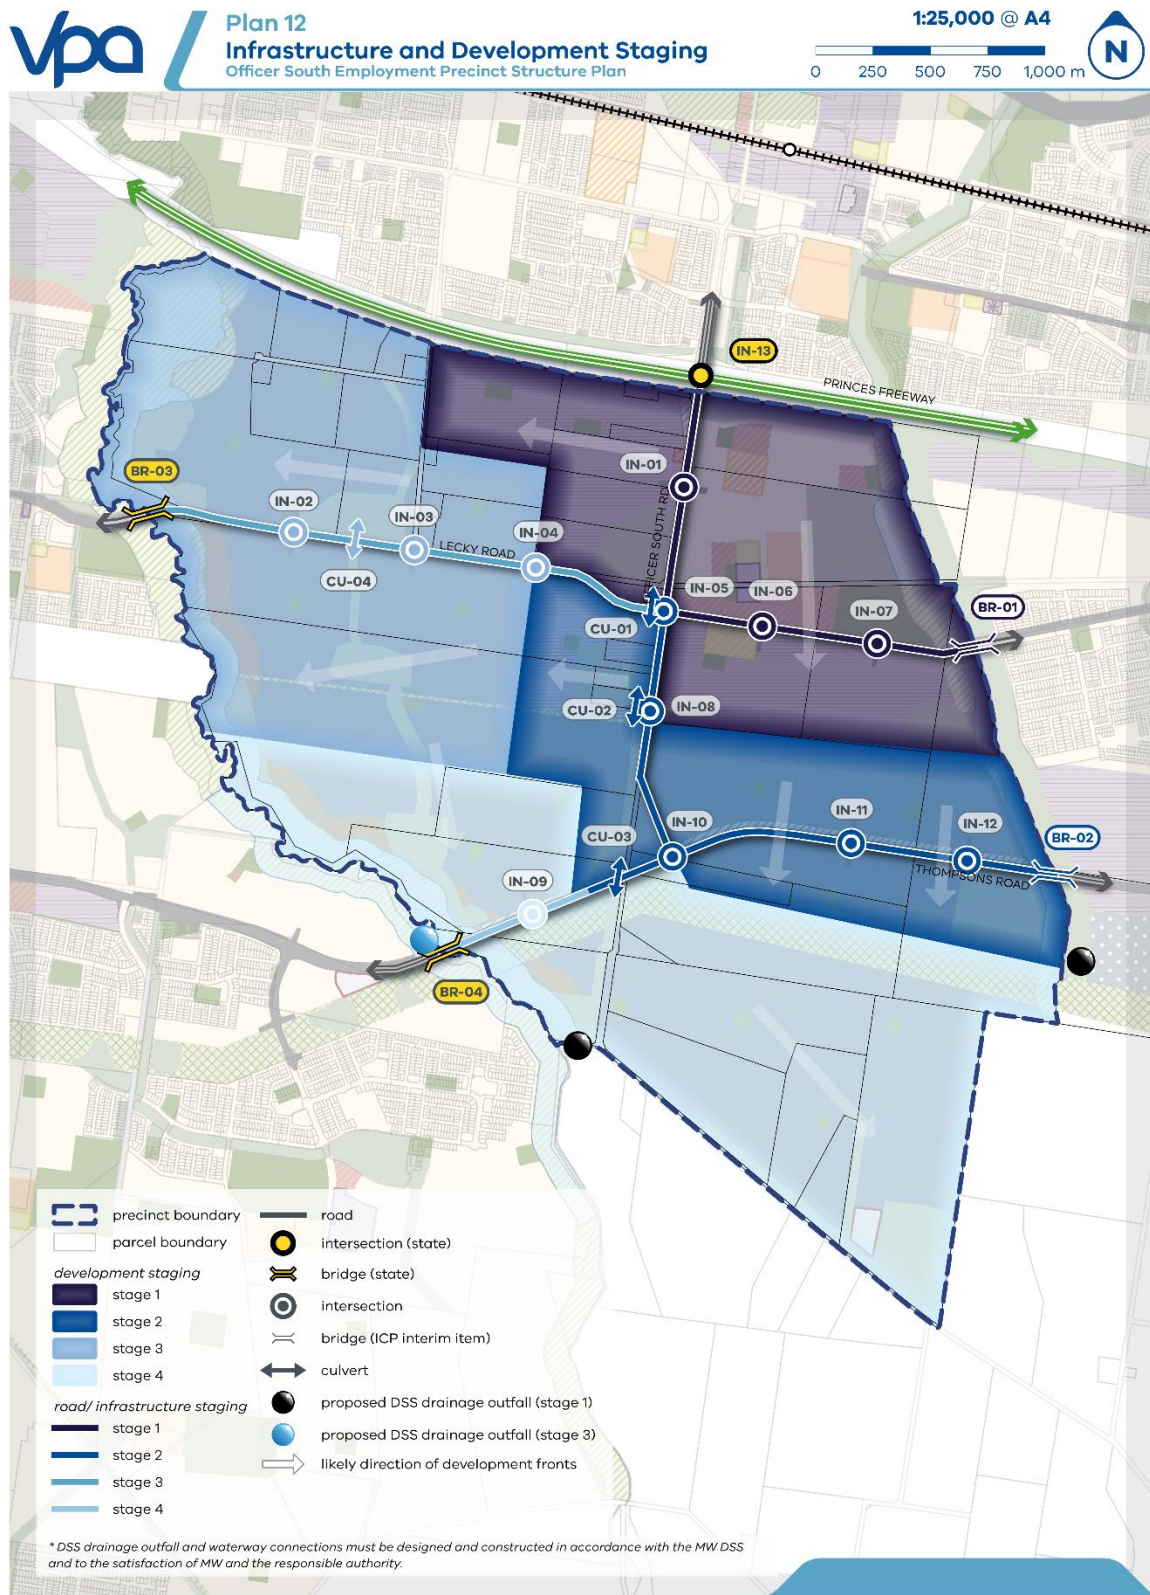 vpa
Plan 12
Infrastructure and Development Staging
Officer South Employment Precinct Structure Plan
1:25,000 @ A4
0 250 500 750 1,000 m
N
IN-13
PRINCES FREEWAY
IN-01
BR-03
IN-02
IN-03
IN-04
LECKY ROAD
CU-04
OFFICER SOUTH RD
IN-05
IN-06
IN-07
BR-01
CU-01
CU-02
IN-08
IN-10
IN-11
IN-12
BR-02
CU-03
THOMPSONS ROAD
IN-09
BR-04
precinct boundary
parcel boundary
development staging
stage 1
stage 2
stage 3
stage 4
road/ infrastructure staging
stage 1
stage 2
stage 3
stage 4
road
intersection (state)
bridge (state)
intersection
bridge (ICP interim item)
culvert
proposed DSS drainage outfall (stage 1)
proposed DSS drainage outfall (stage 3)
likely direction of development fronts
* DSS drainage outfall and waterway connections must be designed and constructed in accordance with the MW DSS
and to the satisfaction of MW and the responsible authority.